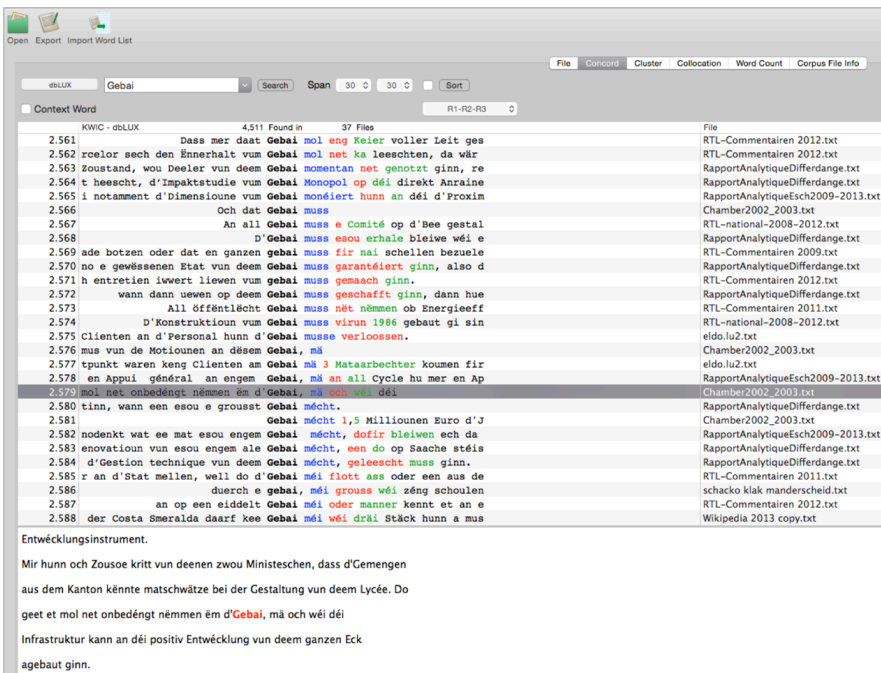 Open Export Import Word List
File Concord Cluster Collocation Word Count Corpus File Info
dbLUX Gebai Search Span 30 30 Sort
Context Word R1-R2-R3
KWIC - dbLUX 4,511 Found in 37 Files File
2.561 Dass mer daat Gebai mol eng Keier voller Leit ges RTL-Commentairen 2012.txt
2.562 rcelor sech den Ënnerhalt vum Gebai mol net ka leeschten, da wär RTL-Commentairen 2012.txt
2.563 Zoustand, wou Deeler vun deem Gebai momentan net genotzt ginn, re RapportAnalytiqueDifferdange.txt
2.564 t heescht, d'Impaktstudie vum Gebai Monopol op déi direkt Anraine RapportAnalytiqueDifferdange.txt
2.565 i notamment d'Dimensioune vum Gebai monéiert hunn an déi d'Proxim RapportAnalytiqueEsch2009-2013.txt
2.566 Och dat Gebai muss Chamber2002_2003.txt
2.567 An all Gebai muss e Comité op d'Bee gestal RTL-national-2008-2012.txt
2.568 D'Gebai muss esou erhale bleiwe wéi e RapportAnalytiqueDifferdange.txt
2.569 ade botzen oder dat en ganzen gebai muss fir nai schellen bezuele RTL-Commentairen 2009.txt
2.570 no e gewëssenen Etat vun deem Gebai muss garantéiert ginn, also d RapportAnalytiqueDifferdange.txt
2.571 h entretien iwwert liewen vum gebai muss gemaach ginn. RTL-Commentairen 2012.txt
2.572 wann dann uewen op deem Gebai muss geschafft ginn, dann hue RapportAnalytiqueDifferdange.txt
2.573 All öffentlëcht Gebai muss nët nëmmen ob Energieeff RTL-Commentairen 2011.txt
2.574 D'Konstruktioun vum Gebai muss virun 1986 gebaut gi sin RTL-national-2008-2012.txt
2.575 Clienten an d'Personal hunn d'Gebai musse verloossen. eldo.lu2.txt
2.576 mus vun de Motiounen an dësem Gebai, mä Chamber2002_2003.txt
2.577 tpunkt waren keng Clienten am Gebai mä 3 Mataarbechter koumen fir eldo.lu2.txt
2.578 en Appui général an engem Gebai, mä an all Cycle hu mer en Ap RapportAnalytiqueEsch2009-2013.txt
2.579 mol net onbedéngt nëmmen ëm d'Gebai, mä och wéi déi Chamber2002_2003.txt
2.580 tinn, wann een esou e grousst Gebai mécht. RapportAnalytiqueDifferdange.txt
2.581 Gebai mécht 1,5 Milliounen Euro d'J Chamber2002_2003.txt
2.582 nodenkt wat ee mat esou engem Gebai mécht, dofir bleiwen ech da RapportAnalytiqueEsch2009-2013.txt
2.583 enovatioun vun esou engem ale Gebai mécht, een do op Saache stéis RapportAnalytiqueDifferdange.txt
2.584 d'Gestion technique vun deem Gebai mécht, geleescht muss ginn. RapportAnalytiqueDifferdange.txt
2.585 r an d'Stat mellen, well do d'Gebai méi flott ass oder een aus de RTL-Commentairen 2011.txt
2.586 duerch e gebai, méi grouss wéi zéng schoulen schacko klak manderscheid.txt
2.587 an op een eiddelt Gebai méi oder manner kennt et an e RTL-Commentairen 2012.txt
2.588 der Costa Smeralda daarf kee Gebai méi wéi dräi Stäck hunn a mus Wikipedia 2013 copy.txt
Entwécklungsinstrument.
Mir hunn och Zousoe kritt vun deenen zwou Ministeschen, dass d'Gemengen
aus dem Kanton kënnte matschwätze bei der Gestaltung vun deem Lycée. Do
geet et mol net onbedéngt nëmmen ëm d'Gebai, mä och wéi déi
Infrastruktur kann an déi positiv Entwécklung vun deem ganzen Eck
agebaut ginn.